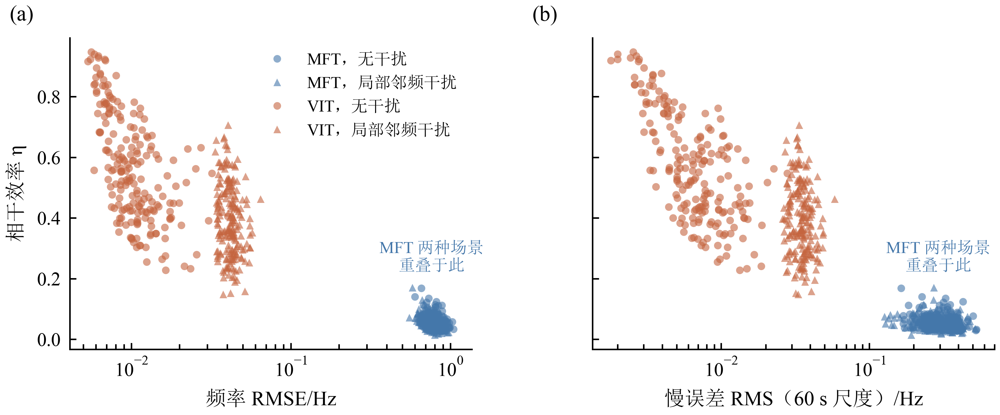 (a)
MFT，无干扰
MFT，局部邻频干扰
VIT，无干扰
VIT，局部邻频干扰
0.8
0.6
0.4
0.2
0.0
相干效率 η
MFT 两种场景
重叠于此
10⁻²
10⁻¹
10⁰
频率 RMSE/Hz
(b)
MFT 两种场景
重叠于此
10⁻²
10⁻¹
慢误差 RMS（60 s 尺度）/Hz